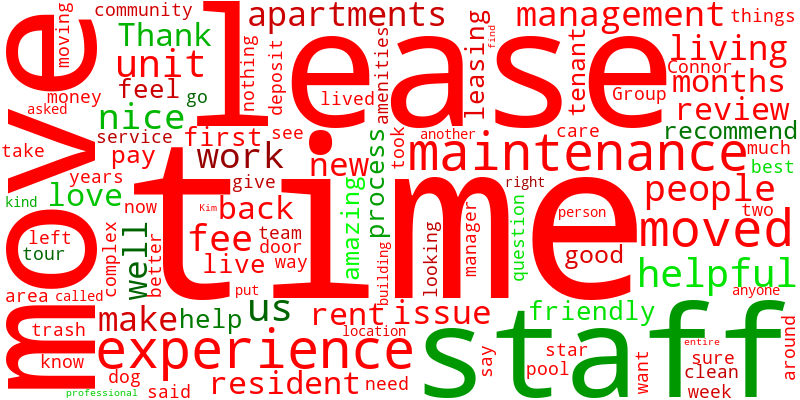 move
moving
community
Thank
unit
feel
money
asked
nice
service
take
pay
years
love
now
first
see
go
nothing
deposit
lived
amenities
lease
apartments
leasing
find
management
things
tenant
living
Connor
months
Group
review
recommend
another
care
maintenance
much
best
kind
work
new
took
process
give
back
time
Kim
right
people
two
person
moved
question
left
tour
well
better
complex
fee
team
door
live
way
amazing
building
looking
manager
good
helpful
area
called
put
anyone
trash
make
help
us
rent
issue
friendly
location
know
experience
staff
say
star
pool
want
entire
sure
clean
week
around
dog
said
resident
need
professional